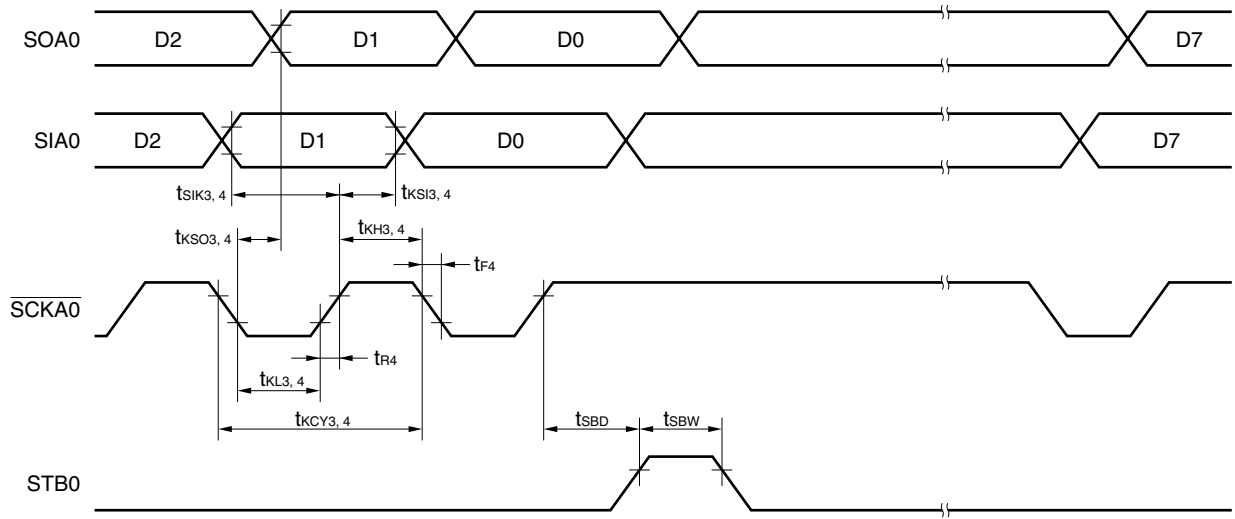 SOA0 D2 D1 D0 D7
SIA0 D2 D1 D0 D7
tSIK3, 4 tKSI3, 4
tKSO3, 4 tKH3, 4
tF4
SCKA0
tR4
tKL3, 4
tKCY3, 4 tSBD tSBW
STB0